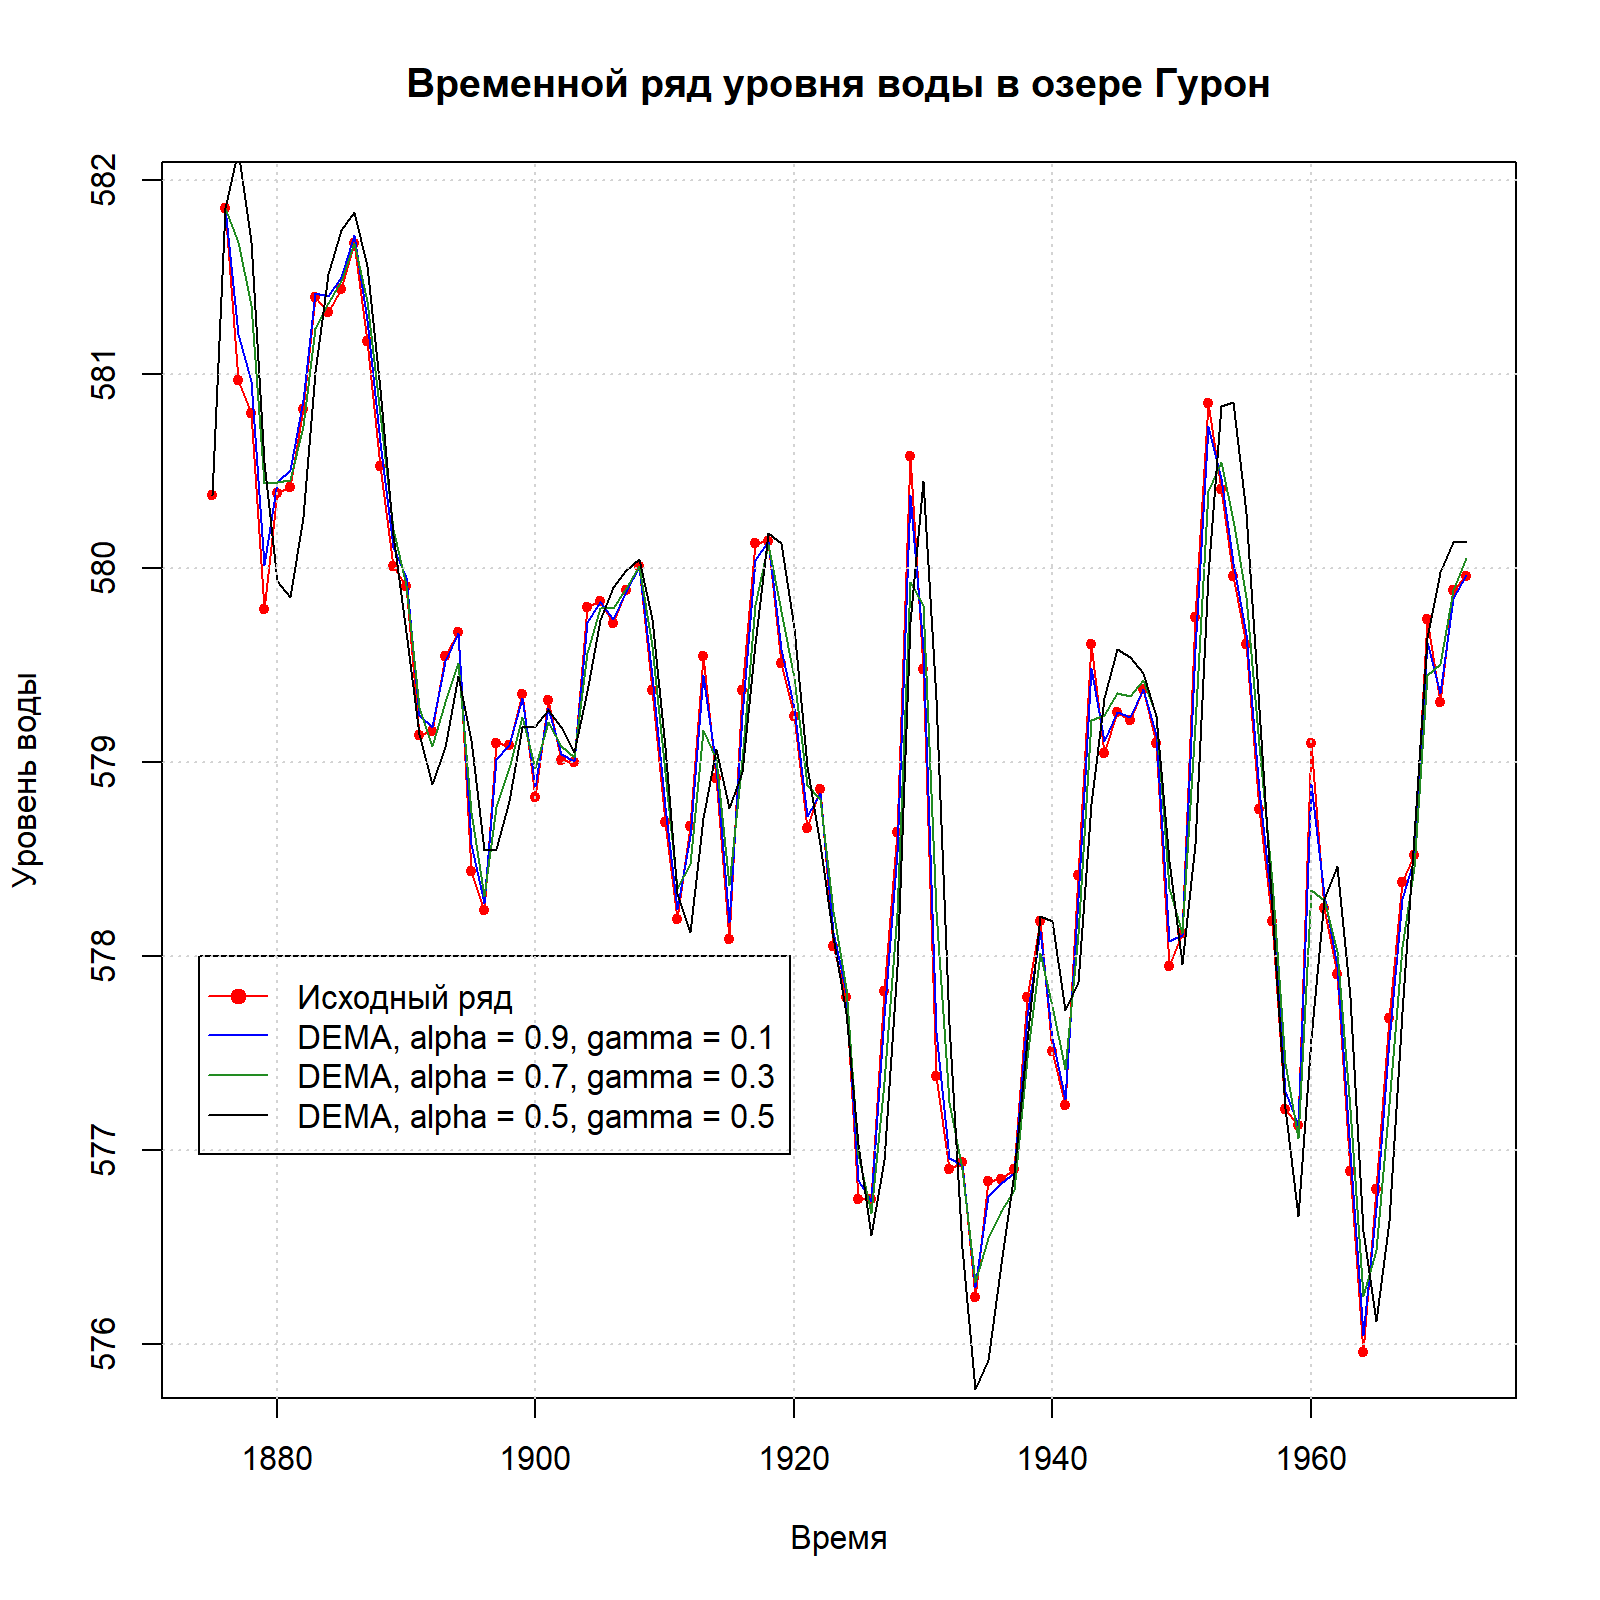 Временной ряд уровня воды в озере Гурон
Уровень воды
582
581
580
579
578
577
576
Исходный ряд
DEMA, alpha = 0.9, gamma = 0.1
DEMA, alpha = 0.7, gamma = 0.3
DEMA, alpha = 0.5, gamma = 0.5
1880
1900
1920
1940
1960
Время